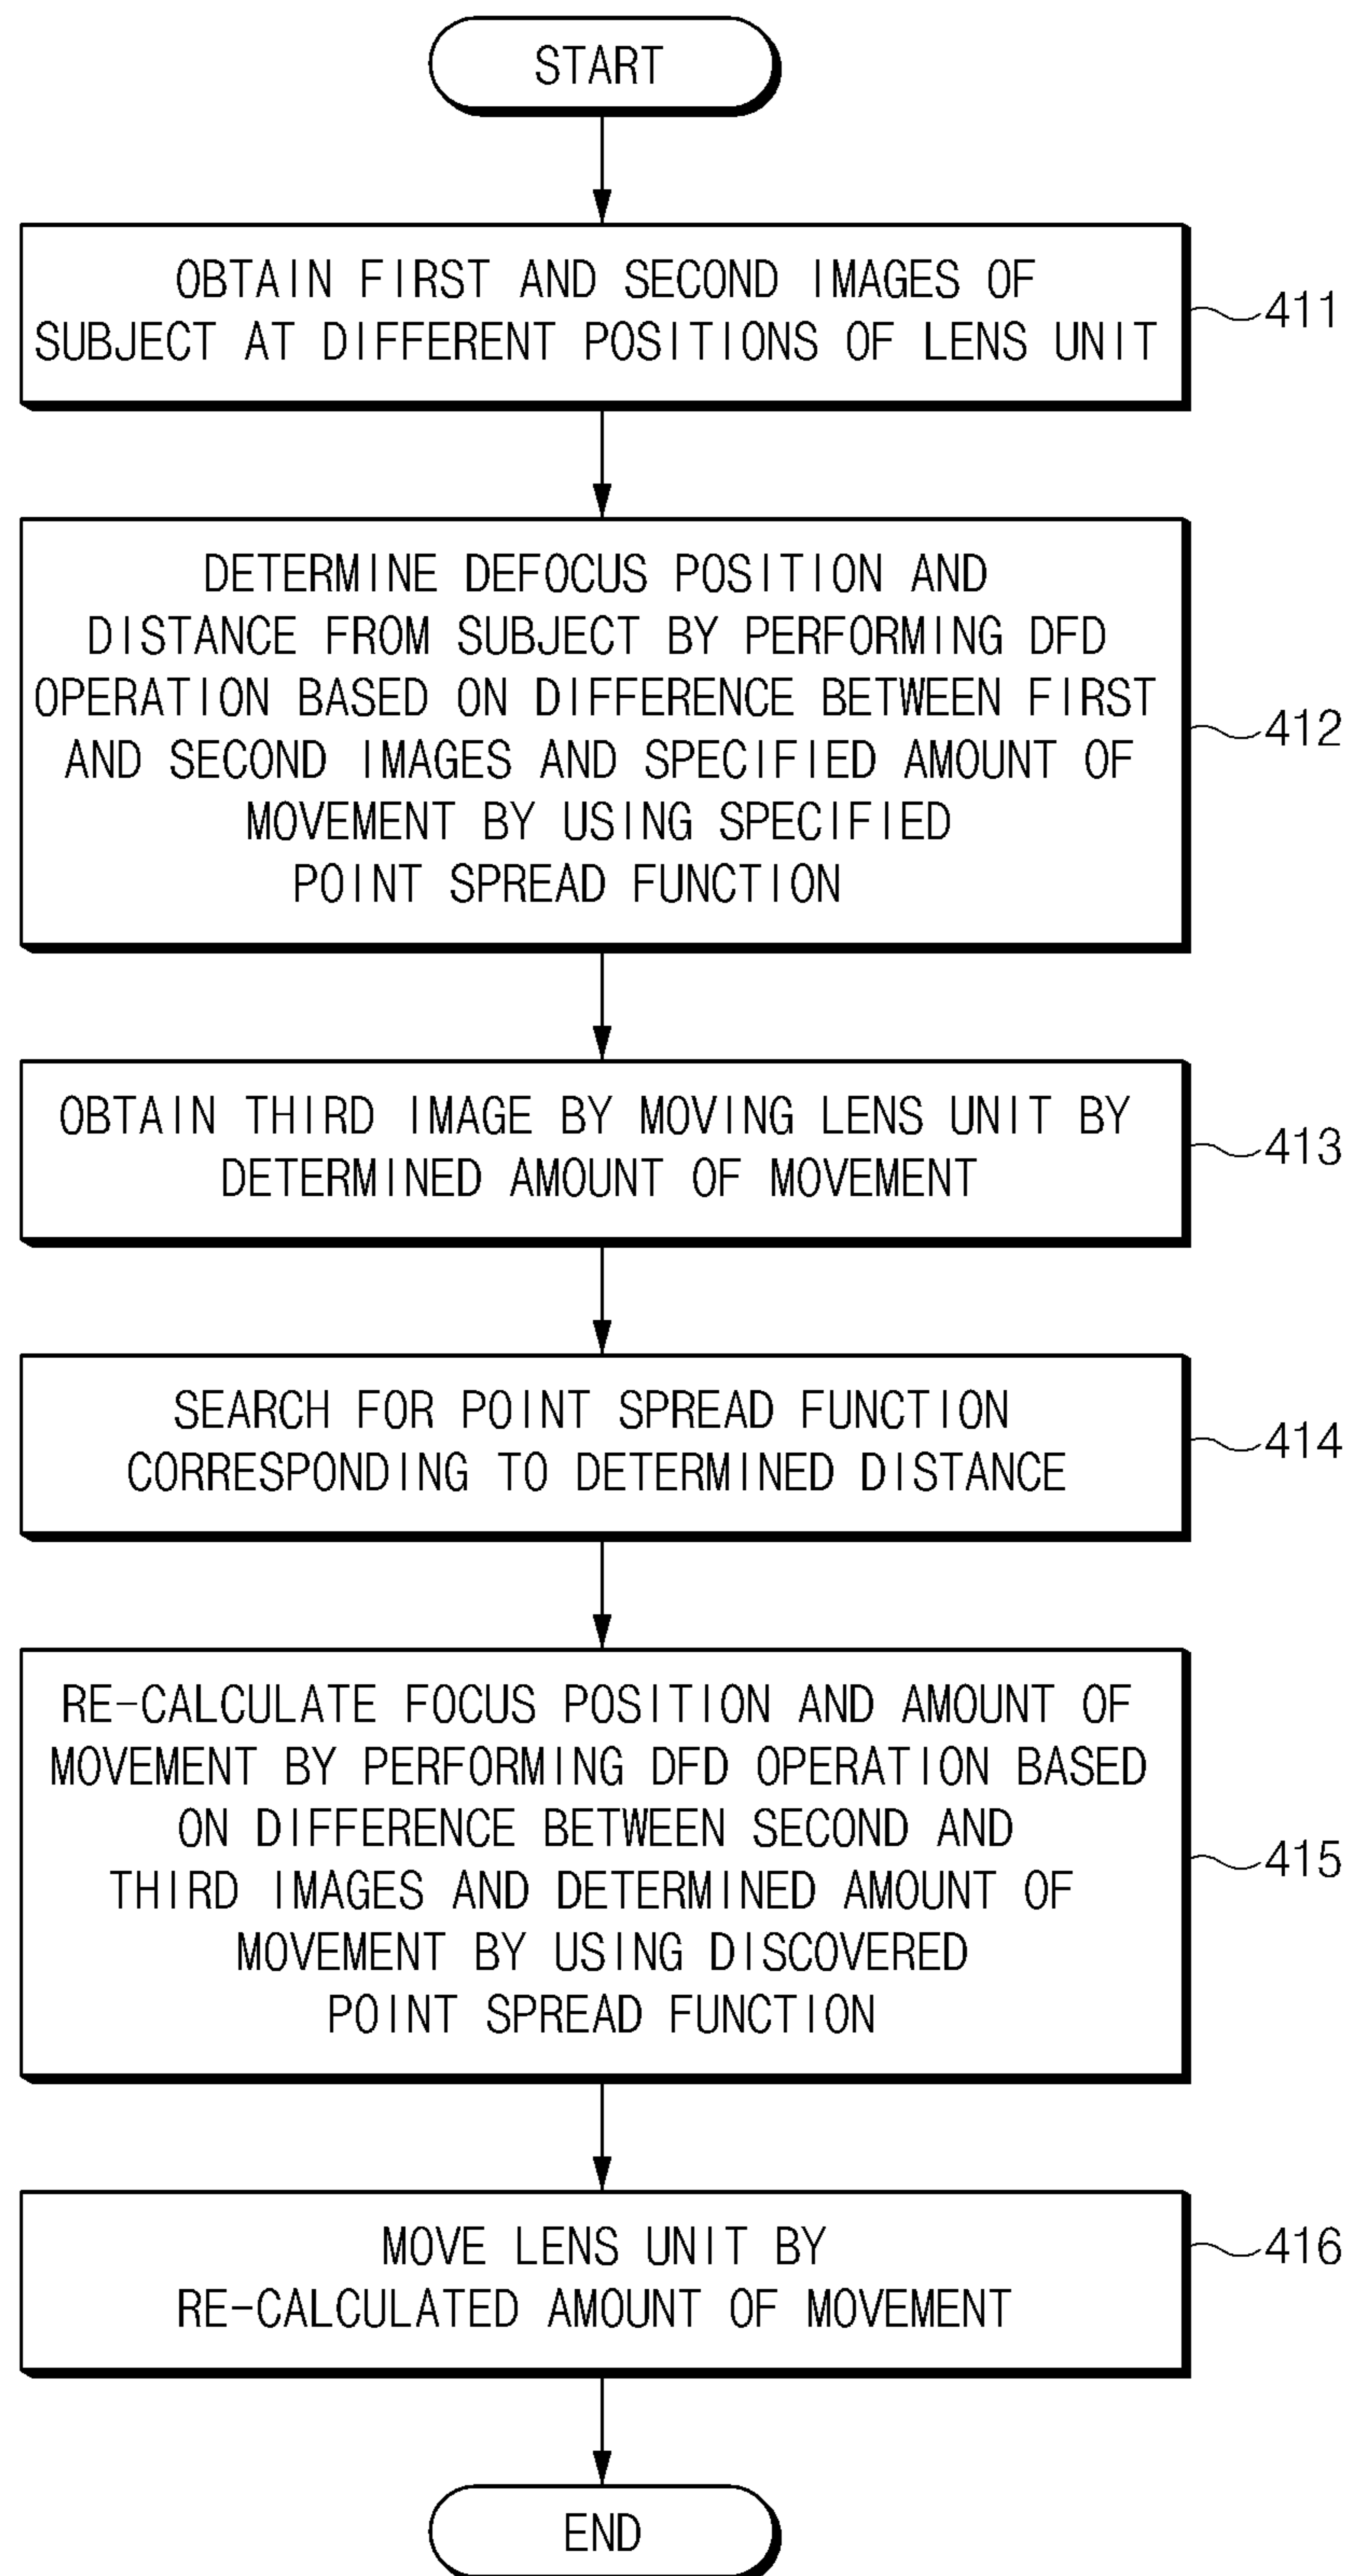 START
OBTAIN FIRST AND SECOND IMAGES OF
SUBJECT AT DIFFERENT POSITIONS OF LENS UNIT
411
DETERMINE DEFOCUS POSITION AND
DISTANCE FROM SUBJECT BY PERFORMING DFD
OPERATION BASED ON DIFFERENCE BETWEEN FIRST
AND SECOND IMAGES AND SPECIFIED AMOUNT OF
MOVEMENT BY USING SPECIFIED
POINT SPREAD FUNCTION
412
OBTAIN THIRD IMAGE BY MOVING LENS UNIT BY
DETERMINED AMOUNT OF MOVEMENT
413
SEARCH FOR POINT SPREAD FUNCTION
CORRESPONDING TO DETERMINED DISTANCE
414
RE-CALCULATE FOCUS POSITION AND AMOUNT OF
MOVEMENT BY PERFORMING DFD OPERATION BASED
ON DIFFERENCE BETWEEN SECOND AND
THIRD IMAGES AND DETERMINED AMOUNT OF
MOVEMENT BY USING DISCOVERED
POINT SPREAD FUNCTION
415
MOVE LENS UNIT BY
RE-CALCULATED AMOUNT OF MOVEMENT
416
END